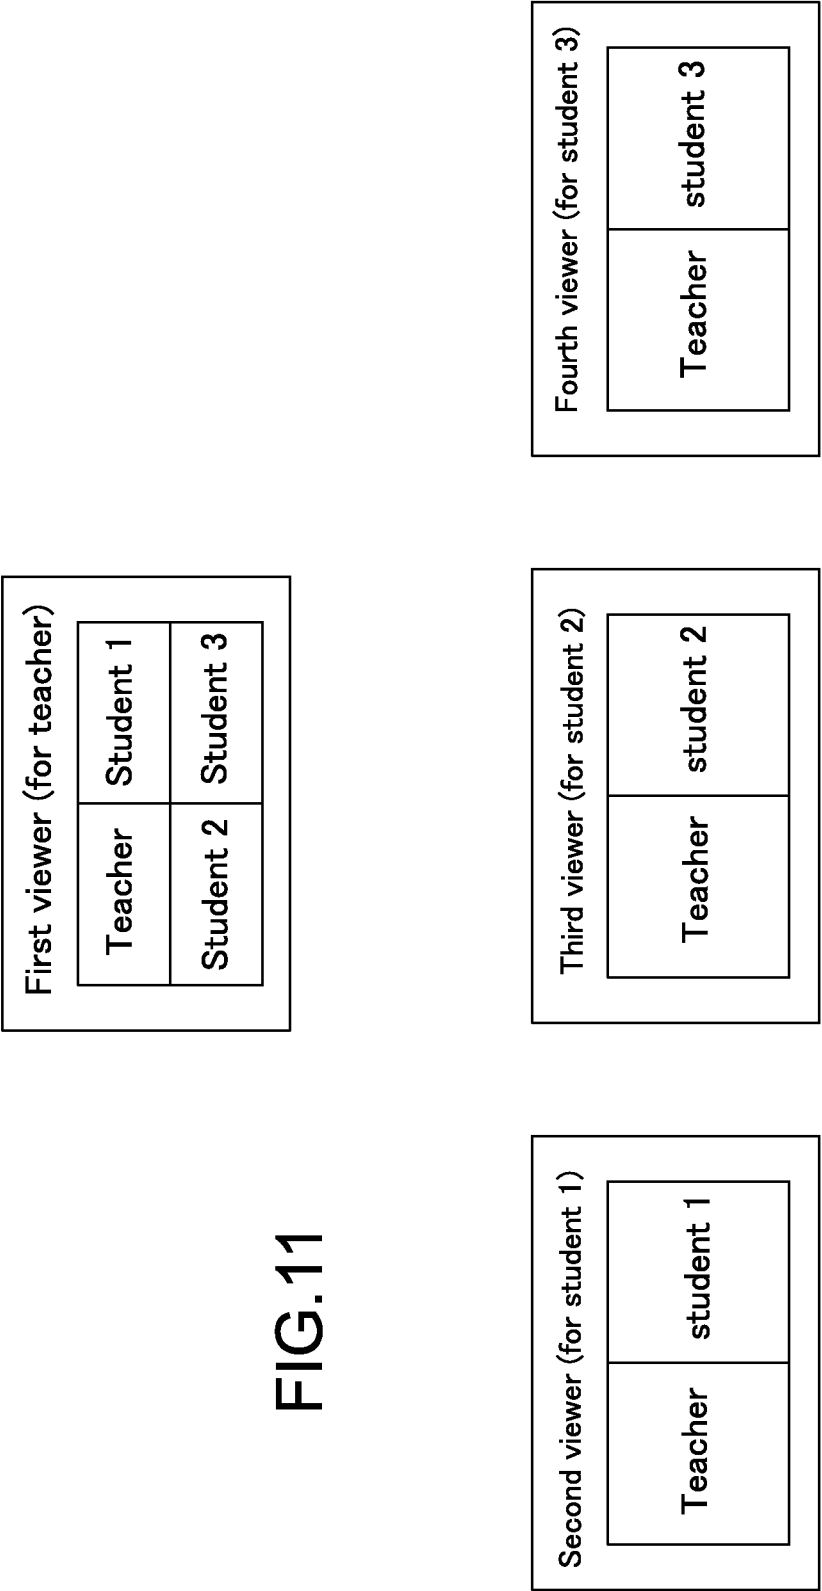 FIG.11
First viewer (for teacher)
Teacher Student 1
Student 2 Student 3
Second viewer (for student 1)
Teacher student 1
Third viewer (for student 2)
Teacher student 2
Fourth viewer (for student 3)
Teacher student 3